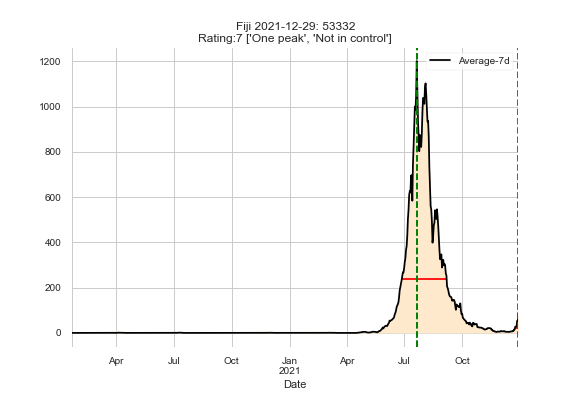 Fiji 2021-12-29: 53332
Rating:7 ['One peak', 'Not in control']
Average-7d
1200
1000
800
600
400
200
0
Apr Jul Oct Jan Apr Jul Oct
2021
Date